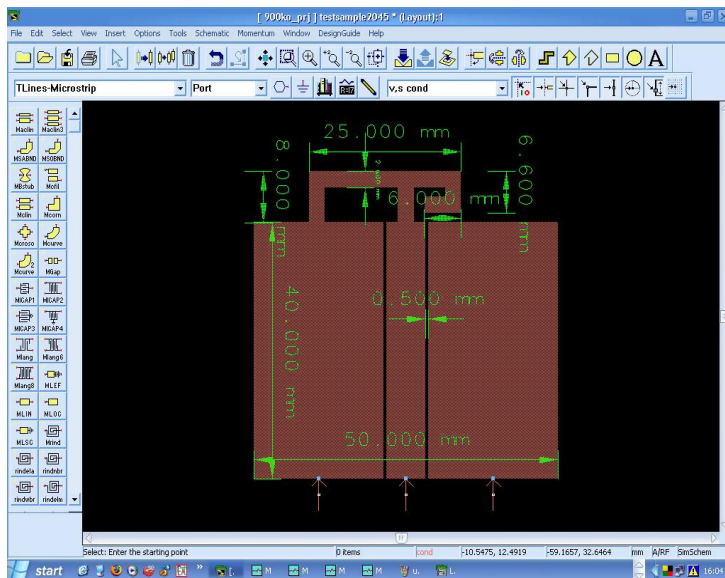 [ 900ko_prj ] testsample2045 * (Layout):1
File Edit Select View Insert Options Tools Schematic Momentum Window DesignGuide Help
TLines-Microstrip Port v,s cond
Maclin Maclin3
MSABND MSOBND
MBstub Mcfil
Mclin Mcorn
Mcroso Mcurve
Mcurve MGap
MICAP1 MICAP2
MICAP3 MICAP4
Mlang Mlang6
Mlang8 MLEF
MLIN MLOC
MLSC Mrind
rindela rindnbr
rindwbr rindelm
25.000 mm
8.000 mm
6.600 mm
6.000 mm
0.500 mm
40.000 mm
50.000 mm
Select: Enter the starting point 0 items cond -10.5475, 12.4919 -59.1657, 32.6464 mm A/RF SimSchem
start [. M M M M u. L 16:04